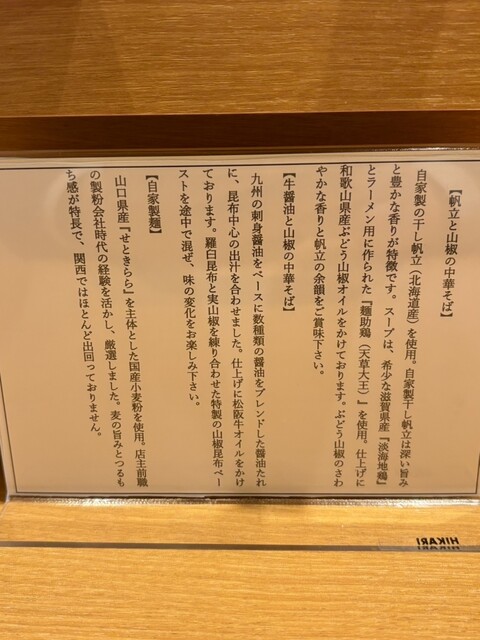 【帆立と山椒の中華そば】
自家製の干し帆立（北海道産）を使用。自家製干し帆立は深い旨み
と豊かな香りが特徴です。スープは、希少な滋賀県産『淡海地鶏』
とラーメン用に作られた『麺助鶏（天草大王）』を使用。仕上げに
和歌山県産ぶどう山椒オイルをかけております。ぶどう山椒のさわ
やかな香りと帆立の余韻をご賞味下さい。
【牛醤油と山椒の中華そば】
九州の刺身醤油をベースに数種類の醤油をブレンドした醤油たれ
に、昆布中心の出汁を合わせました。仕上げに松阪牛オイルをかけ
ております。羅臼昆布と実山椒を練り合わせた特製の山椒昆布ペー
ストを途中で混ぜ、味の変化をお楽しみ下さい。
【自家製麺】
山口県産『せときらら』を主体とした国産小麦粉を使用。店主前職
の製粉会社時代の経験を活かし、厳選しました。麦の旨みとつるも
ち感が特長で、関西ではほとんど出回っておりません。
HIKARI